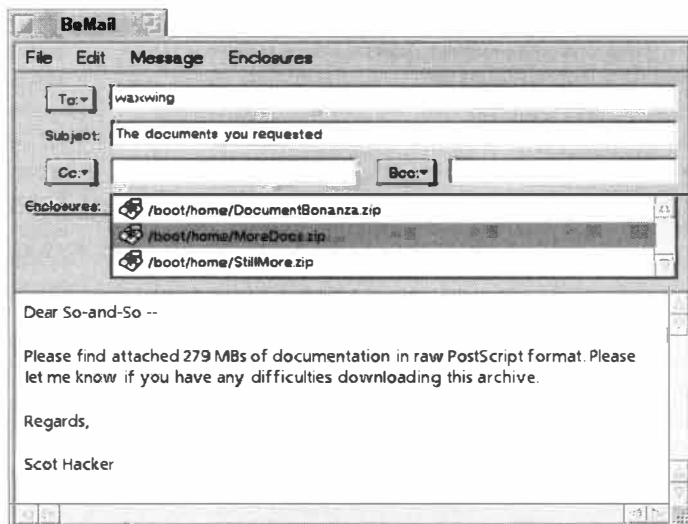 BeMail
File Edit Message Enclosures
To: waxwing
Subject: The documents you requested
Cc: Bcc:
Enclosures: /boot/home/DocumentBonanza.zip
/boot/home/MoreDocs.zip
/boot/home/StillMore.zip
Dear So-and-So --
Please find attached 279 MBs of documentation in raw PostScript format. Please
let me know if you have any difficulties downloading this archive.
Regards,
Scot Hacker